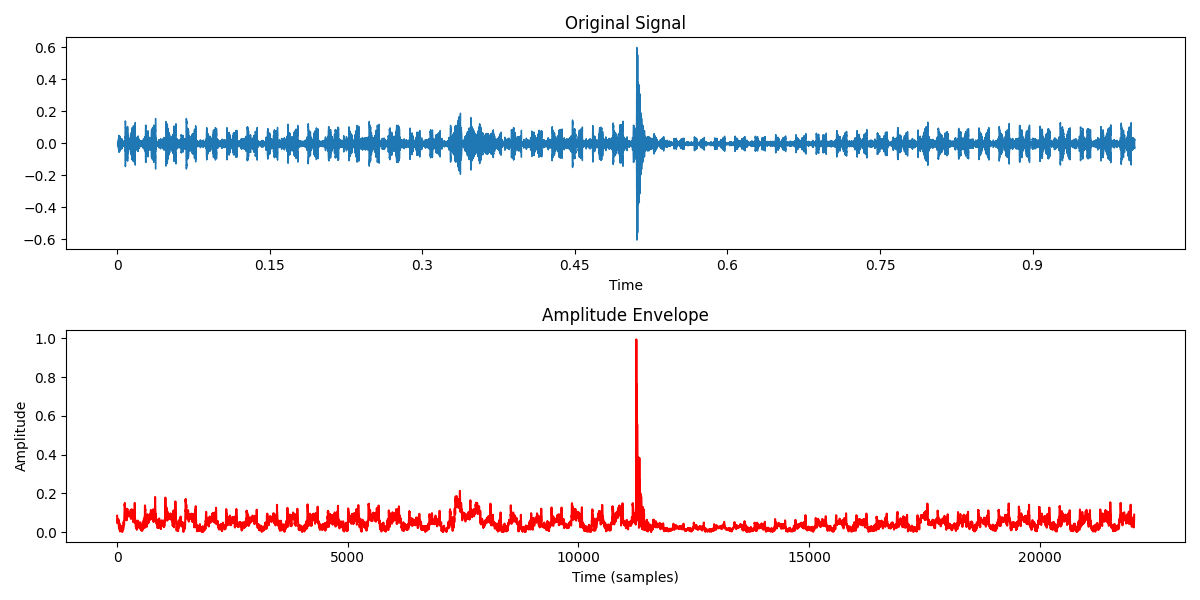 Original Signal
0.6
0.4
0.2
0.0
−0.2
−0.4
−0.6
0 0.15 0.3 0.45 0.6 0.75 0.9
Time
Amplitude Envelope
1.0
0.8
0.6
0.4
0.2
0.0
Amplitude
0 5000 10000 15000 20000
Time (samples)